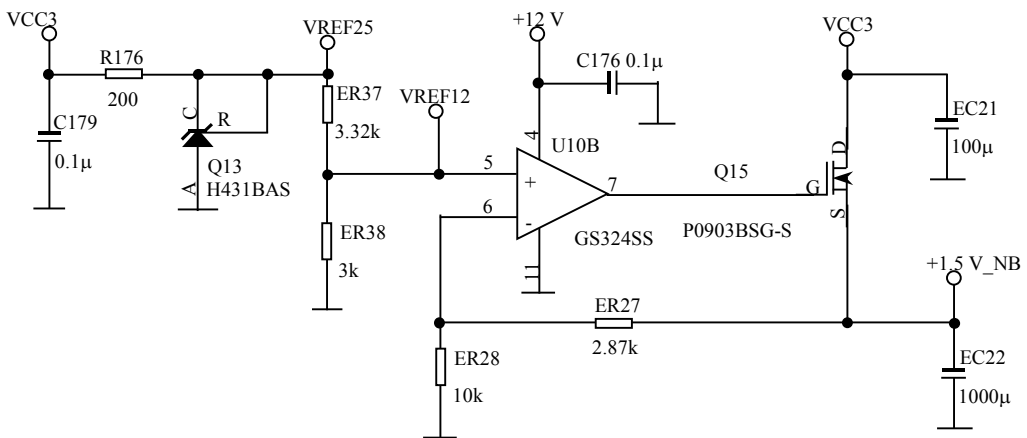 VCC3
VREF25
+12 V
VCC3
R176
200
C179
0.1μ
C
R
A
Q13
H431BAS
ER37
3.32k
VREF12
ER38
3k
C176 0.1μ
4
U10B
5
+
6
-
7
11
GS324SS
Q15
P0903BSG-S
G
D
S
EC21
100μ
+1.5 V_NB
ER27
2.87k
ER28
10k
EC22
1000μ